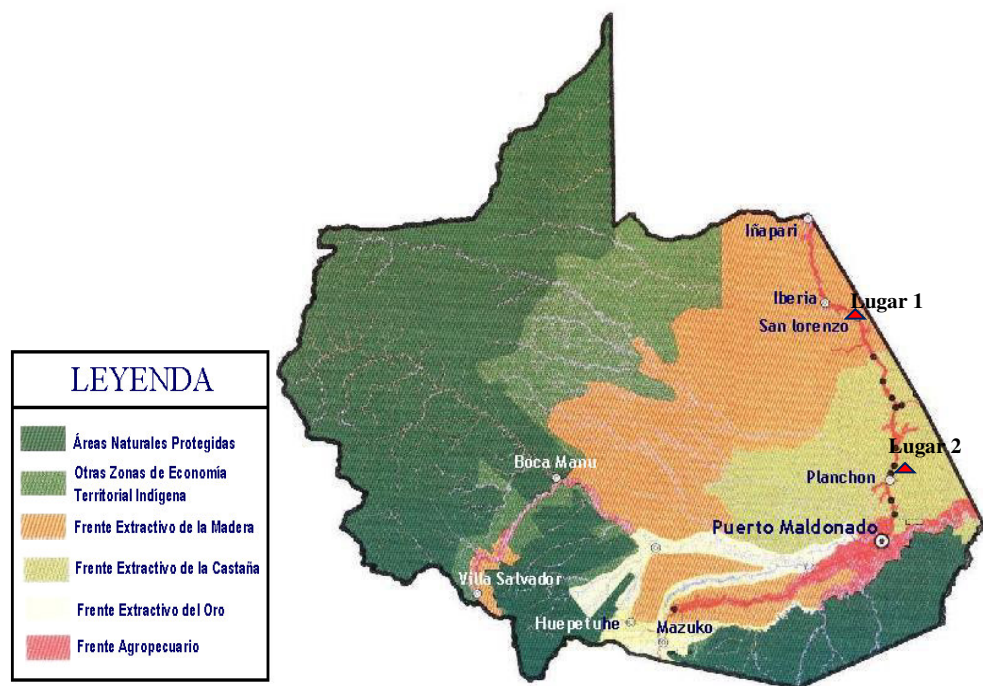 Iñapari
Iberia
Lugar 1
San lorenzo
Lugar 2
Planchon
Boca Manu
Puerto Maldonado
Villa Salvador
Huepetuhe
Mazuko
LEYENDA
Áreas Naturales Protegidas
Otras Zonas de Economía
Territorial Indígena
Frente Extractivo de la Madera
Frente Extractivo de la Castaña
Frente Extractivo del Oro
Frente Agropecuario